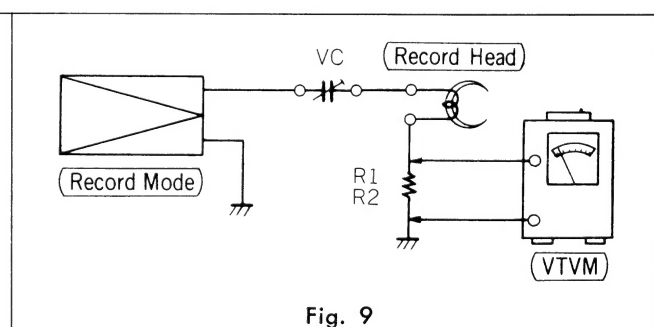 VC
(Record Head)
(Record Mode)
R1
R2
(VTVM)
Fig. 9